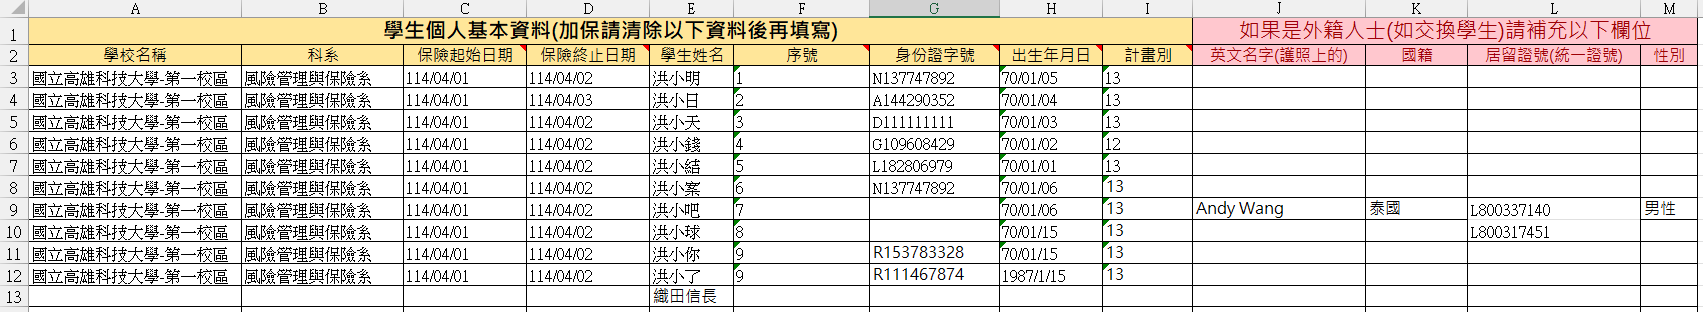 A B C D E F G H I J K L M
1 學生個人基本資料(加保請清除以下資料後再填寫) 如果是外籍人士(如交換學生)請補充以下欄位
2 學校名稱 科系 保險起始日期 保險終止日期 學生姓名 序號 身份證字號 出生年月日 計畫別 英文名字(護照上的) 國籍 居留證號(統一證號) 性別
3 國立高雄科技大學-第一校區 風險管理與保險系 114/04/01 114/04/02 洪小明 1 N137747892 70/01/05 13
4 國立高雄科技大學-第一校區 風險管理與保險系 114/04/01 114/04/03 洪小日 2 A144290352 70/01/04 13
5 國立高雄科技大學-第一校區 風險管理與保險系 114/04/01 114/04/02 洪小天 3 D111111111 70/01/03 13
6 國立高雄科技大學-第一校區 風險管理與保險系 114/04/01 114/04/02 洪小錢 4 G109608429 70/01/02 12
7 國立高雄科技大學-第一校區 風險管理與保險系 114/04/01 114/04/02 洪小結 5 L182806979 70/01/01 13
8 國立高雄科技大學-第一校區 風險管理與保險系 114/04/01 114/04/02 洪小案 6 N137747892 70/01/06 13
9 國立高雄科技大學-第一校區 風險管理與保險系 114/04/01 114/04/02 洪小吧 7 70/01/06 13 Andy Wang 泰國 L800337140 男性
10 國立高雄科技大學-第一校區 風險管理與保險系 114/04/01 114/04/02 洪小球 8 70/01/15 13 L800317451
11 國立高雄科技大學-第一校區 風險管理與保險系 114/04/01 114/04/02 洪小你 9 R153783328 70/01/15 13
12 國立高雄科技大學-第一校區 風險管理與保險系 114/04/01 114/04/02 洪小了 9 R111467874 1987/1/15 13
13 織田信長